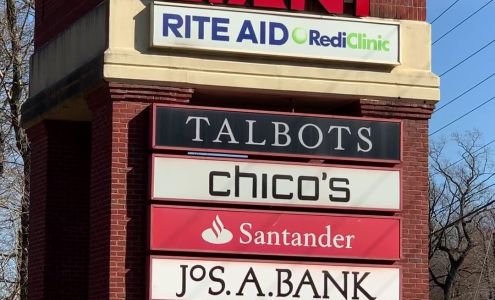 RITE AID RediClinic
TALBOTS
chico's
Santander
JoS. A. BANK